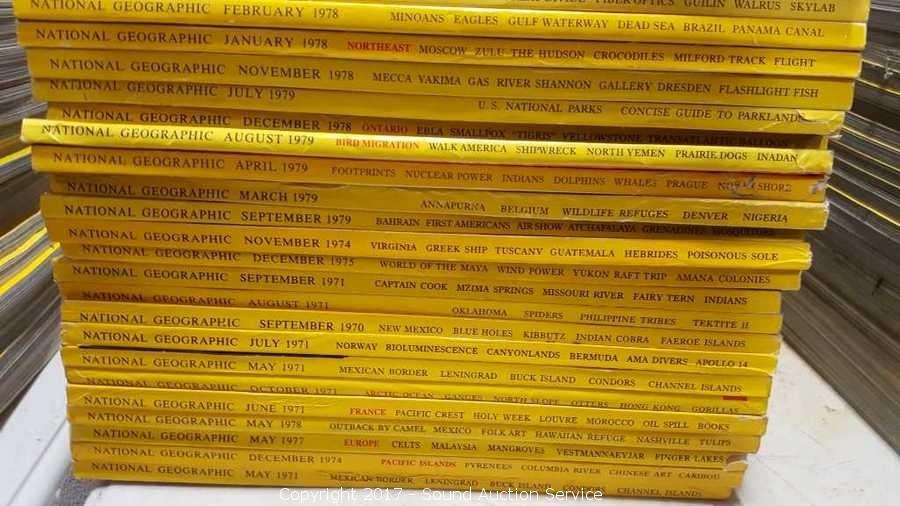 FIBER OPTICS GUILIN WALRUS SKYLAB
NATIONAL GEOGRAPHIC FEBRUARY 1978 MINOANS EAGLES GULF WATERWAY DEAD SEA BRAZIL PANAMA CANAL
NATIONAL GEOGRAPHIC JANUARY 1978 NORTHEAST MOSCOW ZULU THE HUDSON CROCODILES MILFORD TRACK FLIGHT
NATIONAL GEOGRAPHIC NOVEMBER 1978 MECCA YAKIMA GAS RIVER SHANNON GALLERY DRESDEN FLASHLIGHT FISH
NATIONAL GEOGRAPHIC JULY 1979 U.S. NATIONAL PARKS CONCISE GUIDE TO PARKLANDS
NATIONAL GEOGRAPHIC DECEMBER 1978 ONTARIO EBLA SMALLPOX "TIGRIS" YELLOWSTONE TRANSATLANTIC BALLOON
NATIONAL GEOGRAPHIC AUGUST 1979 BIRD MIGRATION WALK AMERICA SHIPWRECK NORTH YEMEN PRAIRIE DOGS INADAN
NATIONAL GEOGRAPHIC APRIL 1979 FOOTPRINTS NUCLEAR POWER INDIANS DOLPHINS WHALES PRAGUE SHORE
NATIONAL GEOGRAPHIC MARCH 1979 ANNAPURNA BELGIUM WILDLIFE REFUGES DENVER NIGERIA
NATIONAL GEOGRAPHIC SEPTEMBER 1979 BAHRAIN FIRST AMERICANS AIR SHOW ATCHAFALAYA GRENADINES MOSQUITOES
NATIONAL GEOGRAPHIC NOVEMBER 1974 VIRGINIA GREEK SHIP TUSCANY GUATEMALA HEBRIDES POISONOUS SOLE
NATIONAL GEOGRAPHIC DECEMBER 1975 WORLD OF THE MAYA WIND POWER YUKON RAFT TRIP AMANA COLONIES
NATIONAL GEOGRAPHIC SEPTEMBER 1971 CAPTAIN COOK MZIMA SPRINGS MISSOURI RIVER FAIRY TERN INDIANS
NATIONAL GEOGRAPHIC AUGUST 1971 OKLAHOMA SPIDERS PHILIPPINE TRIBES TEKTITE II
NATIONAL GEOGRAPHIC SEPTEMBER 1970 NEW MEXICO BLUE HOLES KIBBUTZ INDIAN COBRA FAEROE ISLANDS
NATIONAL GEOGRAPHIC JULY 1971 NORWAY BIOLUMINESCENCE CANYONLANDS BERMUDA AMA DIVERS APOLLO 14
NATIONAL GEOGRAPHIC MAY 1971 MEXICAN BORDER LENINGRAD BUCK ISLAND CONDORS CHANNEL ISLANDS
NATIONAL GEOGRAPHIC OCTOBER 1971 ARCTIC OCEAN GANGES NORTH SLOPE OTTERS HONG KONG GORILLAS
NATIONAL GEOGRAPHIC JUNE 1971 FRANCE PACIFIC CREST HOLY WEEK LOUVRE MOROCCO OIL SPILL BOOKS
NATIONAL GEOGRAPHIC MAY 1978 OUTBACK BY CAMEL MEXICO FOLK ART HAWAIIAN REFUGE NASHVILLE TULIPS
NATIONAL GEOGRAPHIC MAY 1977 EUROPE CELTS MALAYSIA MANGROVES VESTMANNAEYJAR FINGER LAKES
NATIONAL GEOGRAPHIC DECEMBER 1974 PACIFIC ISLANDS PYRENEES COLUMBIA RIVER CHINESE ART CARIBOU
NATIONAL GEOGRAPHIC MAY 1971 MEXICAN BORDER LENINGRAD BUCK ISLAND CONDORS CHANNEL ISLANDS
Copyright 2017 - Sound Auction Service